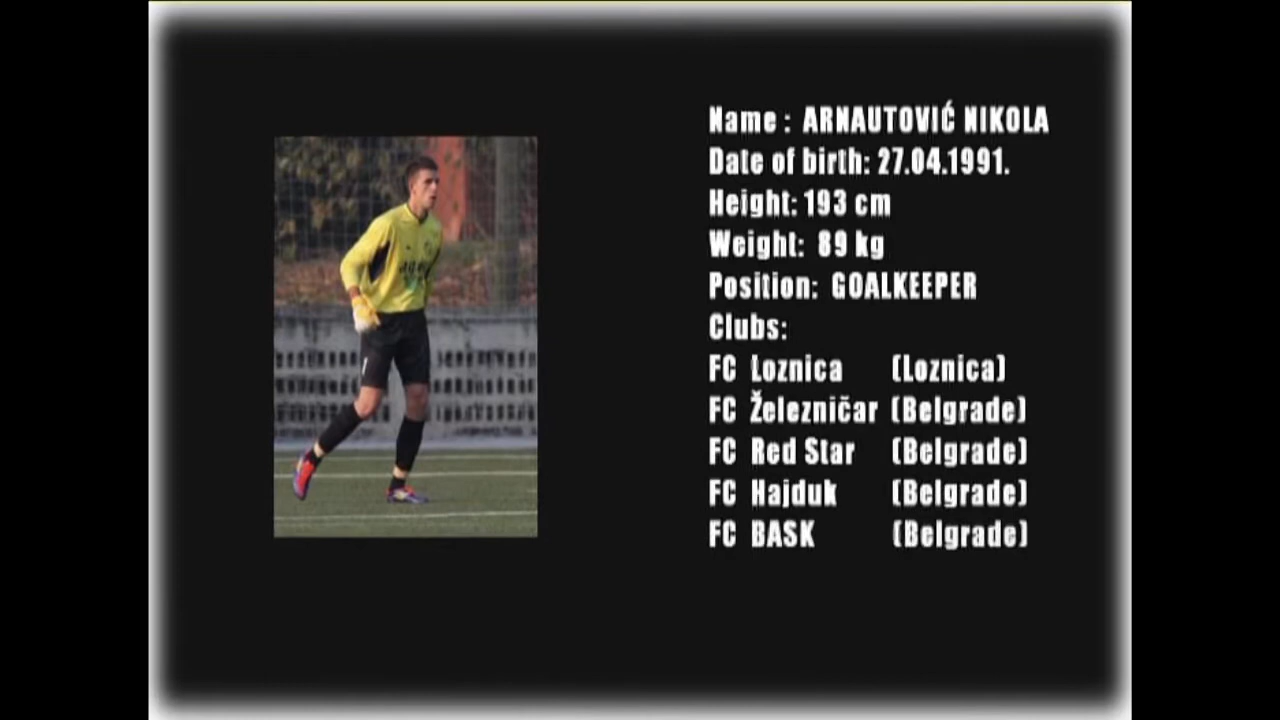 Name : ARNAUTOVIĆ NIKOLA
Date of birth: 27.04.1991.
Height: 193 cm
Weight: 89 kg
Position: GOALKEEPER
Clubs:
FC Loznica (Loznica)
FC Železničar (Belgrade)
FC Red Star (Belgrade)
FC Hajduk (Belgrade)
FC BASK (Belgrade)